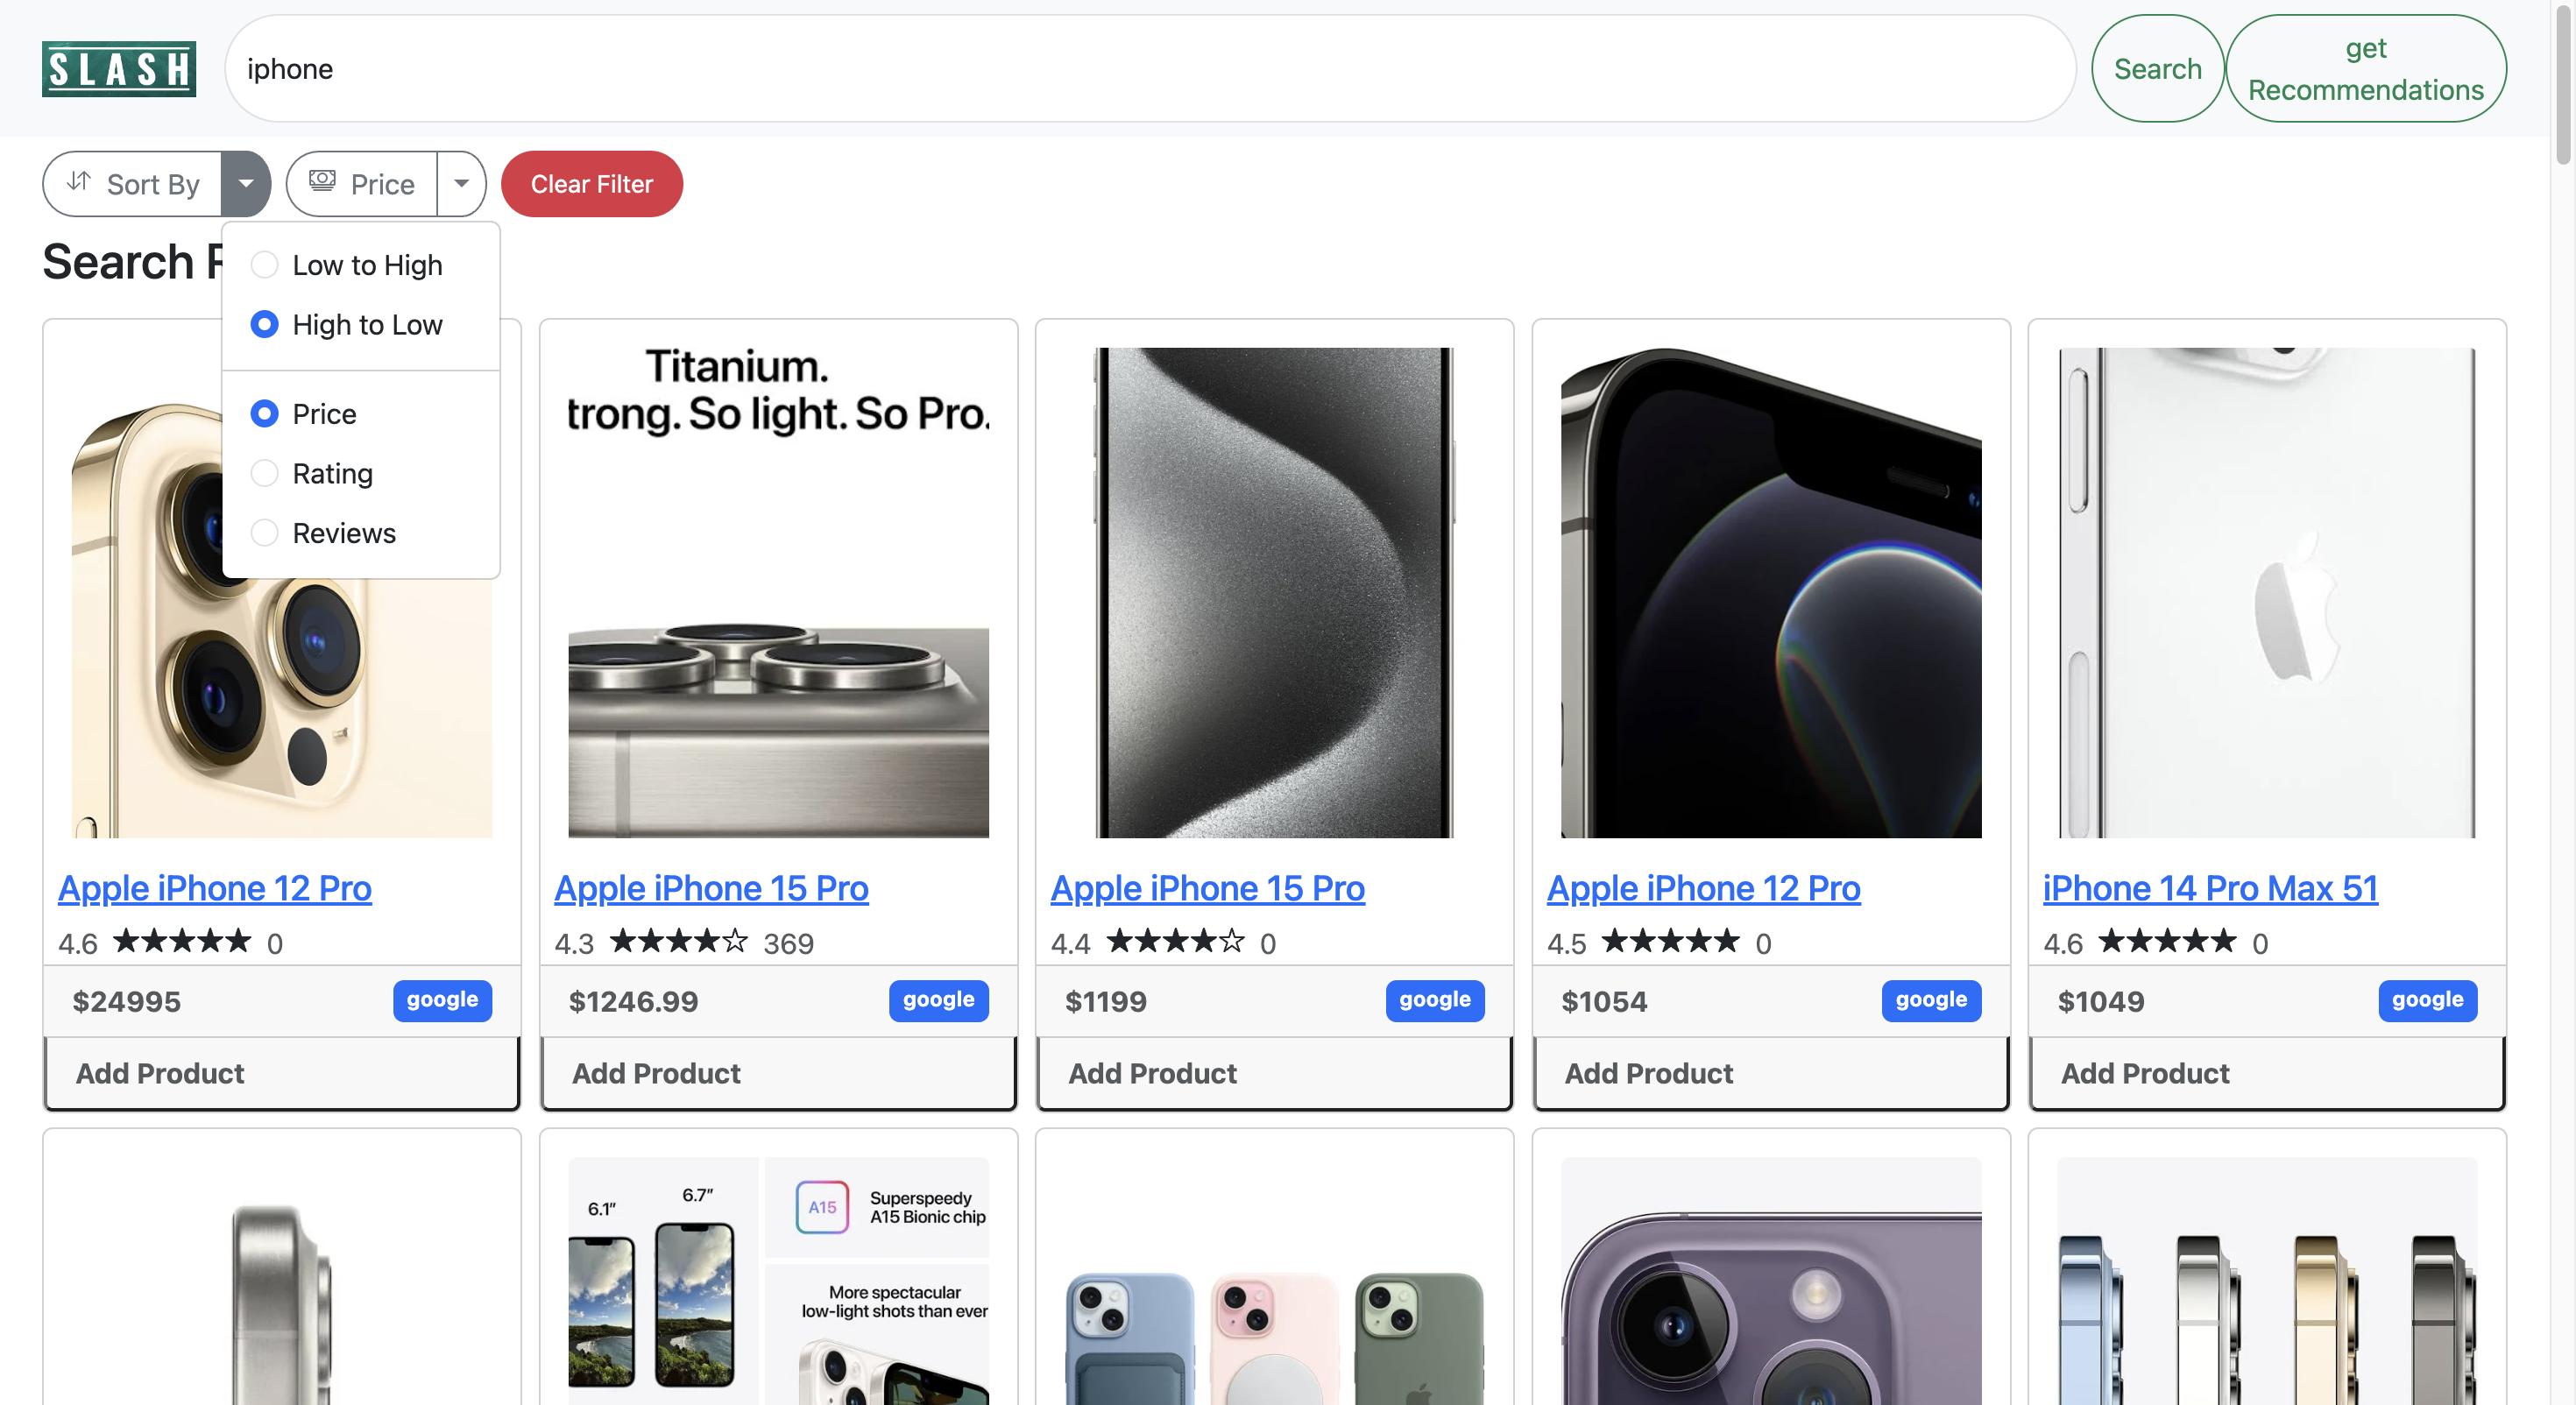 SLASH
iphone
Search
get
Recommendations
Sort By
Price
Clear Filter
Search
Low to High
High to Low
Price
Rating
Reviews
Titanium.
trong. So light. So Pro.
Apple iPhone 12 Pro
4.6 ★★★★★ 0
$24995
google
Add Product
Apple iPhone 15 Pro
4.3 ★★★★☆ 369
$1246.99
google
Add Product
Apple iPhone 15 Pro
4.4 ★★★★☆ 0
$1199
google
Add Product
Apple iPhone 12 Pro
4.5 ★★★★★ 0
$1054
google
Add Product
iPhone 14 Pro Max 51
4.6 ★★★★★ 0
$1049
google
Add Product
6.1”
6.7”
A15
Superspeedy
A15 Bionic chip
More spectacular
low-light shots than ever